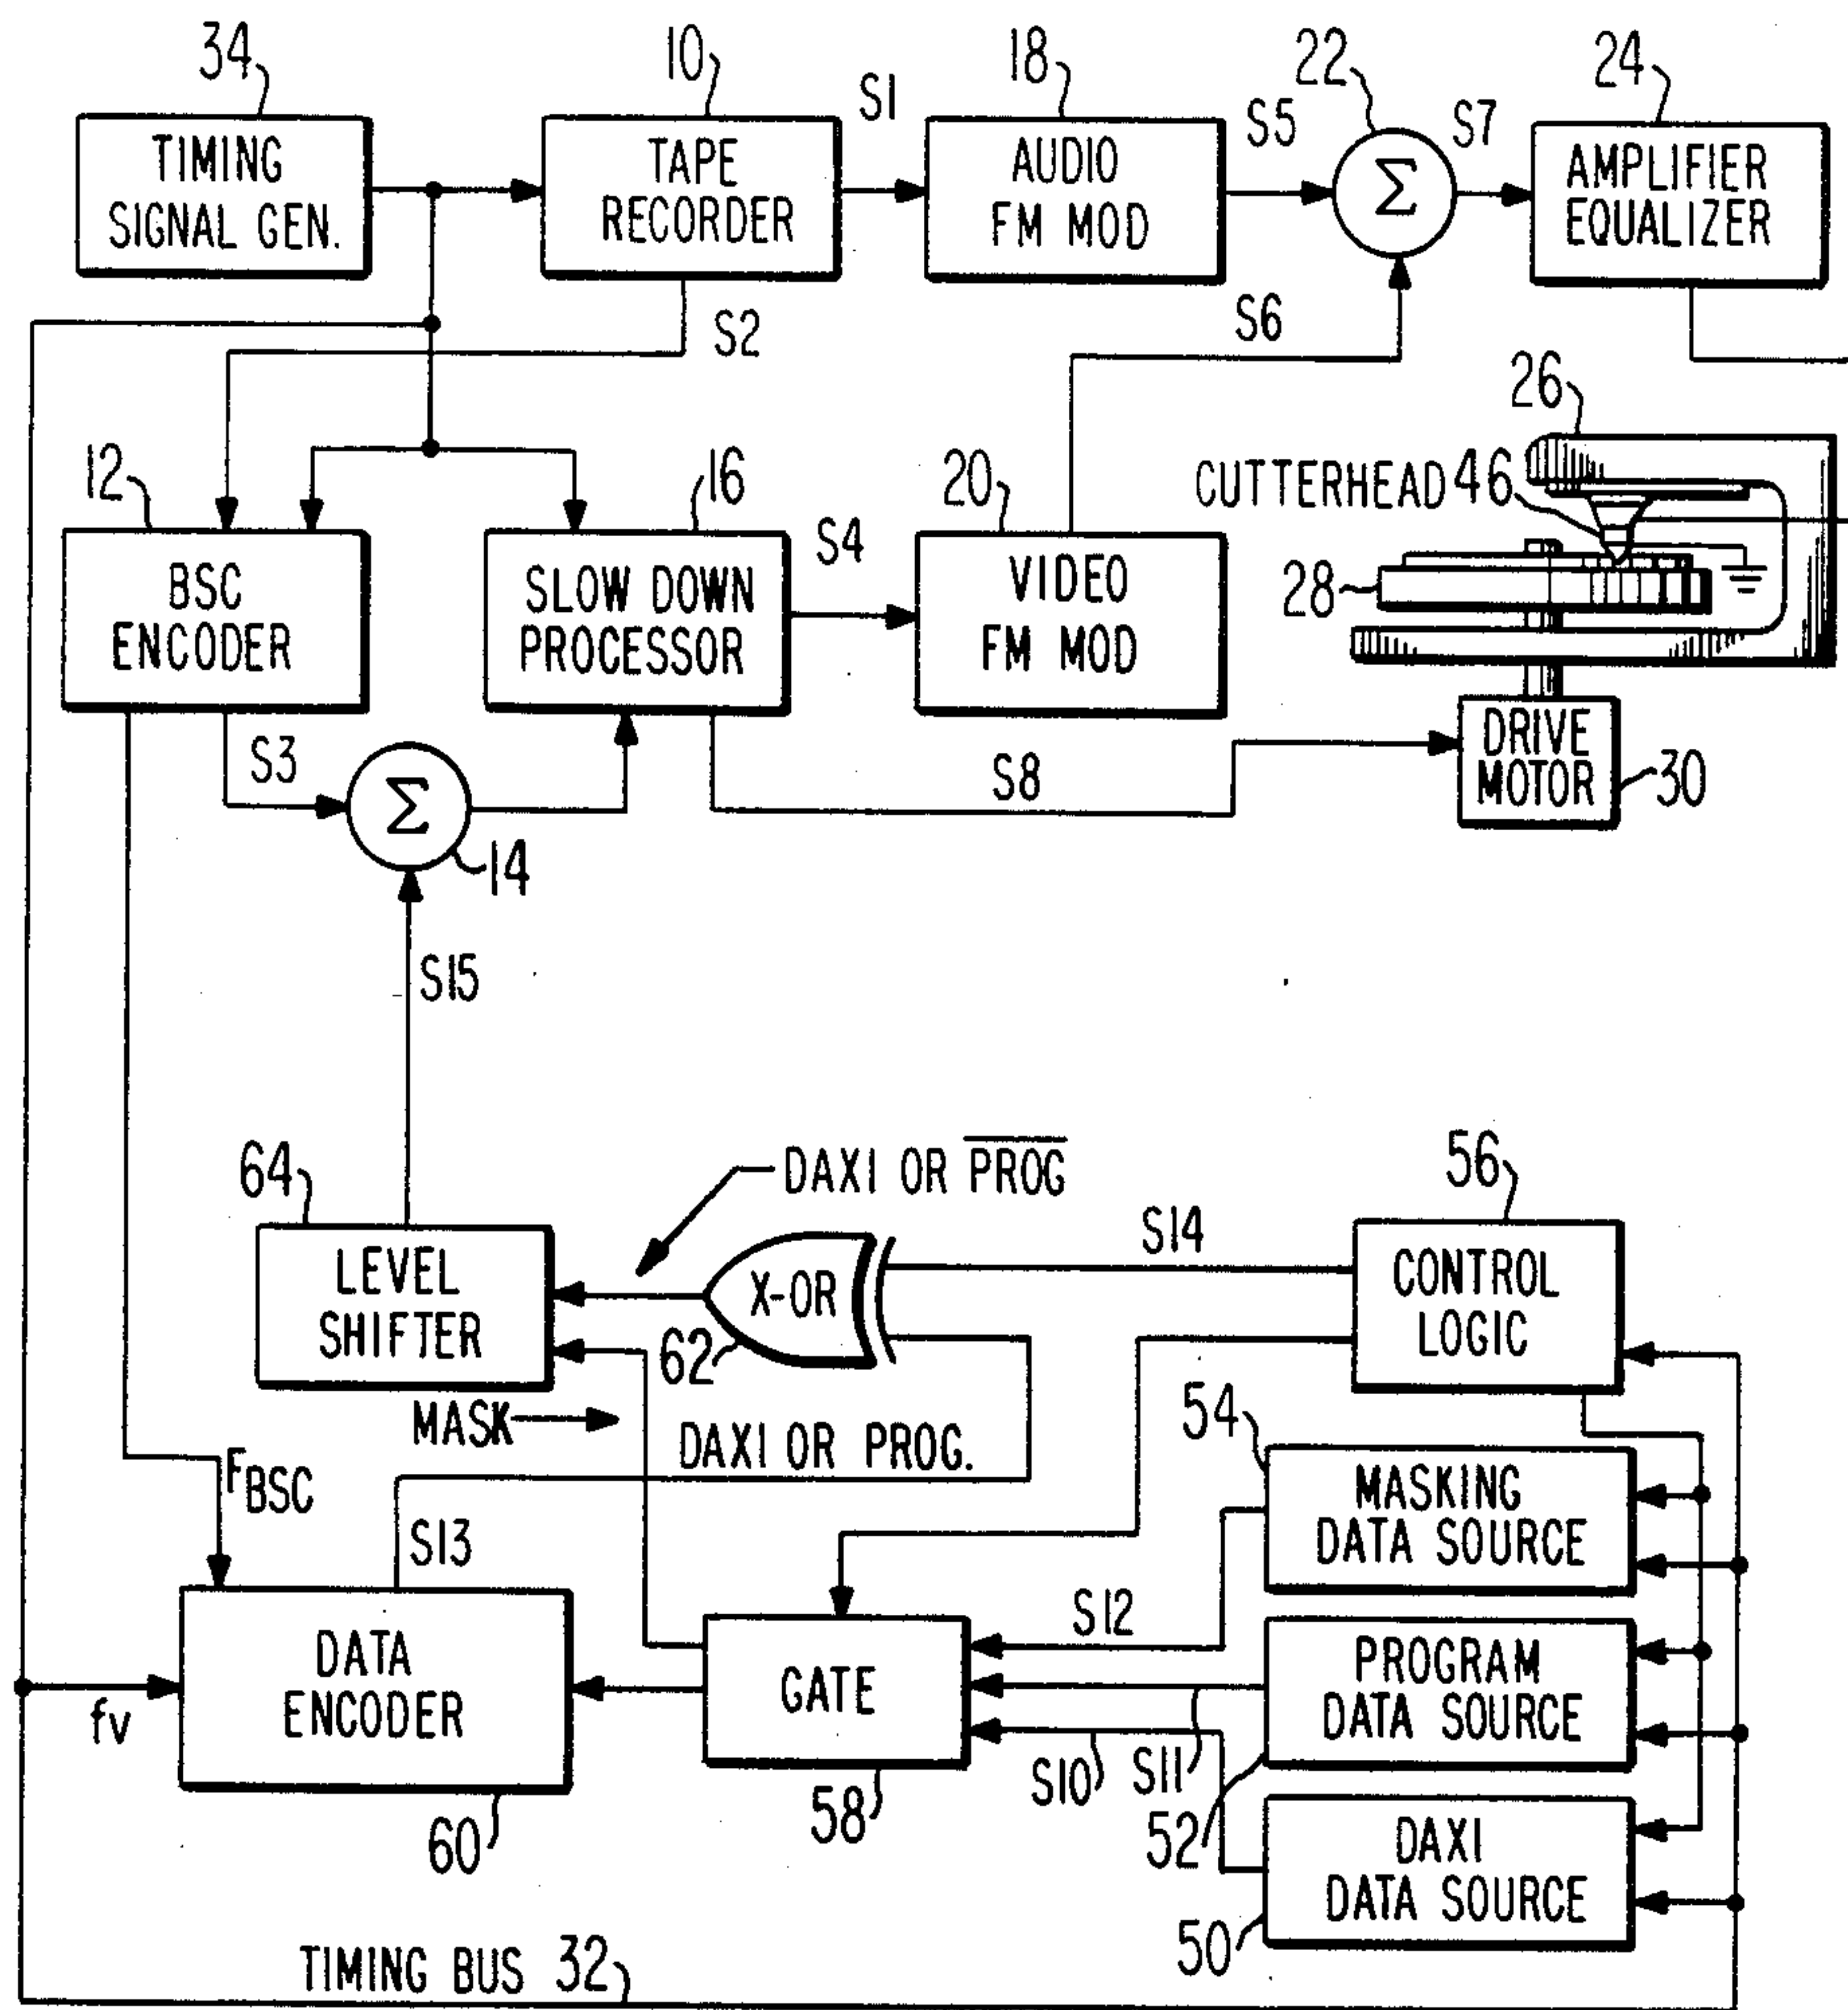 34
10
S1
18
22
24
TIMING
SIGNAL GEN.
TAPE
RECORDER
AUDIO
FM MOD
S5
Σ
S7
AMPLIFIER
EQUALIZER
S2
S6
26
12
16
S4
20
CUTTERHEAD 46
BSC
ENCODER
SLOW DOWN
PROCESSOR
VIDEO
FM MOD
28
S3
Σ
14
S8
DRIVE
MOTOR
30
S15
64
DAXI OR PROG
56
LEVEL
SHIFTER
X-OR
62
S14
CONTROL
LOGIC
MASK
DAXI OR PROG.
54
FBSC
S13
MASKING
DATA SOURCE
S12
DATA
ENCODER
GATE
PROGRAM
DATA SOURCE
fv
S10
S11
60
58
52
DAXI
DATA SOURCE
50
TIMING BUS 32